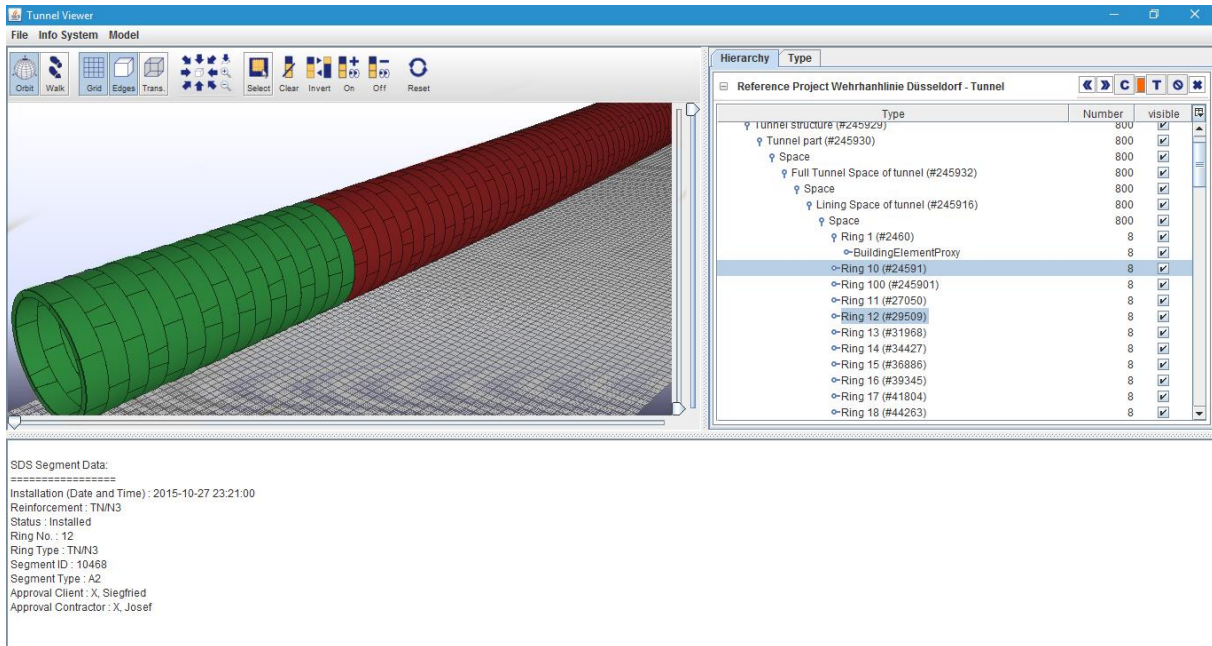 Tunnel Viewer
File Info System Model
Orbit Walk Grid Edges Trans. Select Clear Invert On Off Reset
Hierarchy Type
Reference Project Wehrhanhlinie Düsseldorf - Tunnel
C T
Type Number visible
Tunnel structure (#245929) 800
Tunnel part (#245930) 800
Space 800
Full Tunnel Space of tunnel (#245932) 800
Space 800
Lining Space of tunnel (#245916) 800
Space 800
Ring 1 (#2460) 8
BuildingElementProxy 8
Ring 10 (#24591) 8
Ring 100 (#245901) 8
Ring 11 (#27050) 8
Ring 12 (#29509) 8
Ring 13 (#31968) 8
Ring 14 (#34427) 8
Ring 15 (#36886) 8
Ring 16 (#39345) 8
Ring 17 (#41804) 8
Ring 18 (#44263) 8
SDS Segment Data:
=================
Installation (Date and Time) : 2015-10-27 23:21:00
Reinforcement : TN/N3
Status : Installed
Ring No. : 12
Ring Type : TN/N3
Segment ID : 10468
Segment Type : A2
Approval Client : X, Siegfried
Approval Contractor : X, Josef